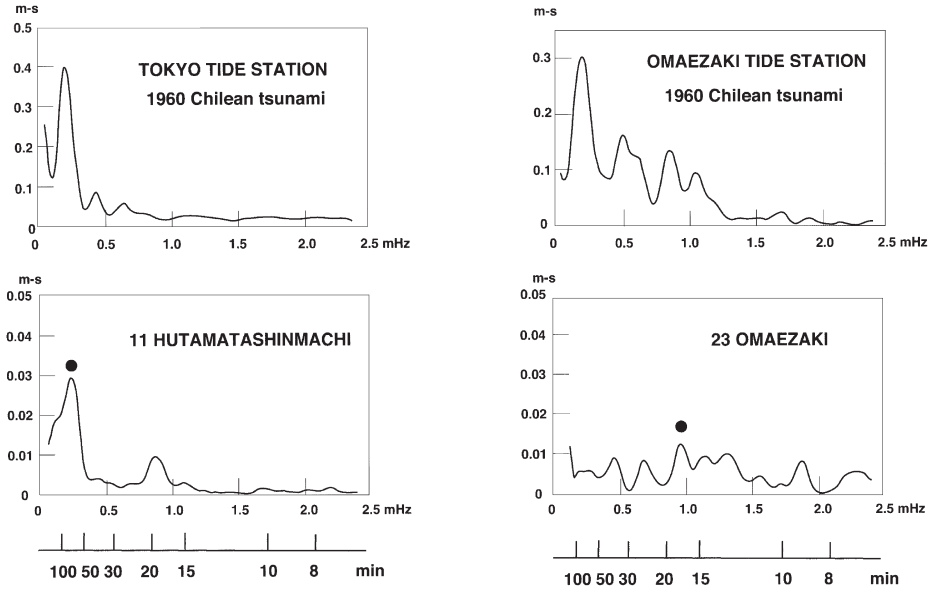 m-s
0.5
0.4
0.3
0.2
0.1
0
TOKYO TIDE STATION
1960 Chilean tsunami
0 0.5 1.0 1.5 2.0 2.5 mHz
m-s
0.3
0.2
0.1
0
OMAEZAKI TIDE STATION
1960 Chilean tsunami
0 0.5 1.0 1.5 2.0 2.5 mHz
m-s
0.05
0.04
0.03
0.02
0.01
0
11 HUTAMATASHINMACHI
0 0.5 1.0 1.5 2.0 2.5 mHz
100 50 30 20 15 10 8 min
m-s
0.05
0.04
0.03
0.02
0.01
0
23 OMAEZAKI
0 0.5 1.0 1.5 2.0 2.5 mHz
100 50 30 20 15 10 8 min